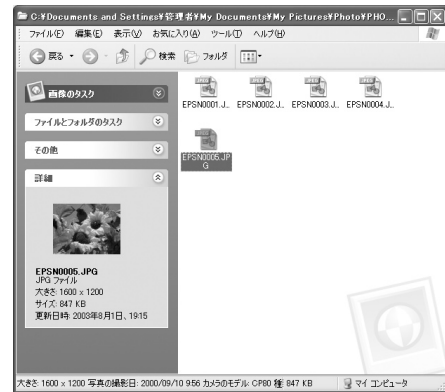 C:¥Documents and Settings¥管理者¥My Documents¥My Pictures¥Photo¥PHO...
ファイル(F) 編集(E) 表示(V) お気に入り(A) ツール(T) ヘルプ(H)
戻る 検索 フォルダ
画像のタスク
EPSN0001.J... EPSN0002.J... EPSN0003.J... EPSN0004.J...
ファイルとフォルダのタスク
その他
EPSN0005.JP
G
詳細
EPSN0005.JPG
JPG ファイル
大きさ: 1600 x 1200
サイズ: 847 KB
更新日時: 2003年8月1日、19:15
大きさ: 1600 x 1200 写真の撮影日: 2000/09/10 9:56 カメラのモデル: CP80 種 847 KB マイ コンピュータ